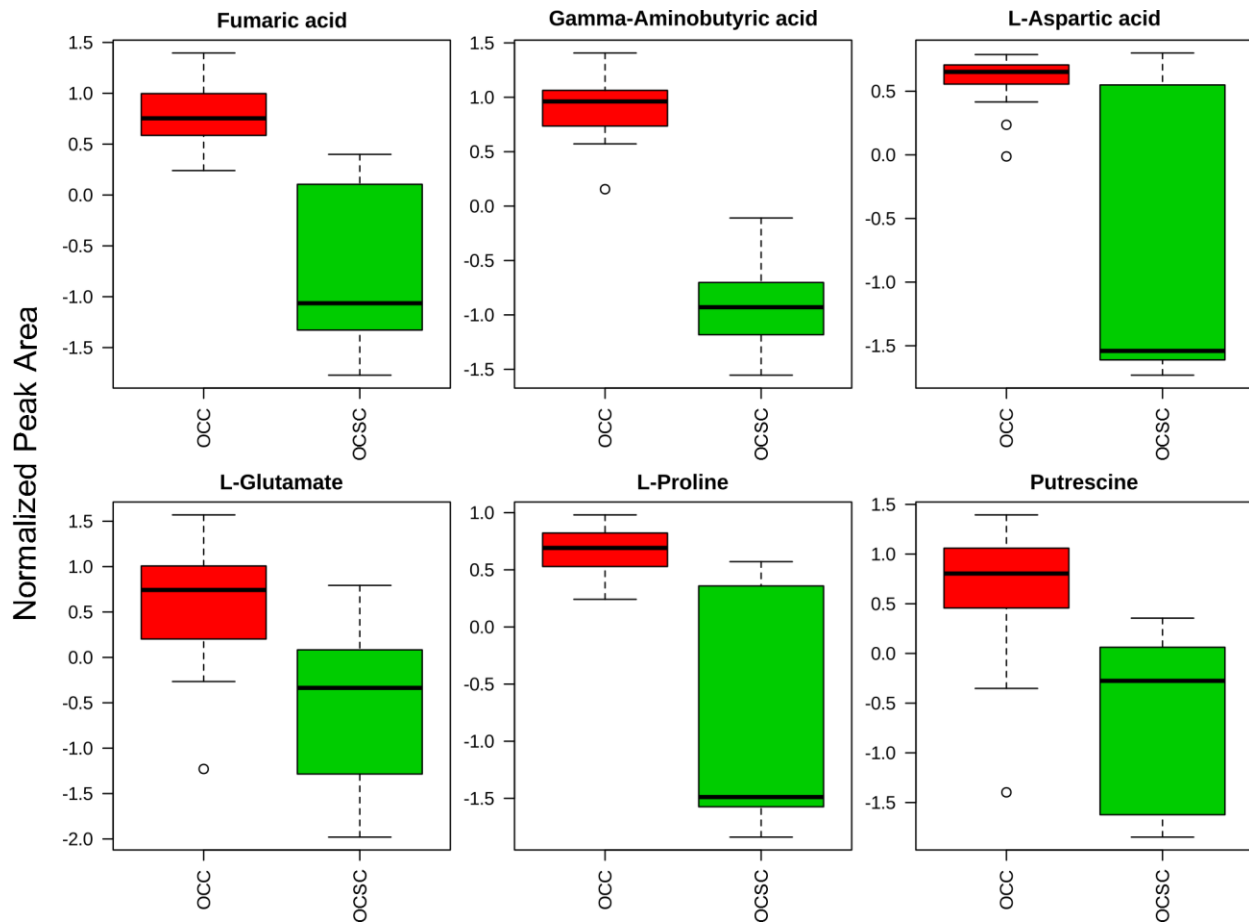 Normalized Peak Area
Fumaric acid
1.5
1.0
0.5
0.0
-0.5
-1.0
-1.5
OCC
OCSC
Gamma-Aminobutyric acid
1.5
1.0
0.5
0.0
-0.5
-1.0
-1.5
OCC
OCSC
L-Aspartic acid
0.5
0.0
-0.5
-1.0
-1.5
OCC
OCSC
L-Glutamate
1.5
1.0
0.5
0.0
-0.5
-1.0
-1.5
-2.0
OCC
OCSC
L-Proline
1.0
0.5
0.0
-0.5
-1.0
-1.5
OCC
OCSC
Putrescine
1.5
1.0
0.5
0.0
-0.5
-1.0
-1.5
OCC
OCSC